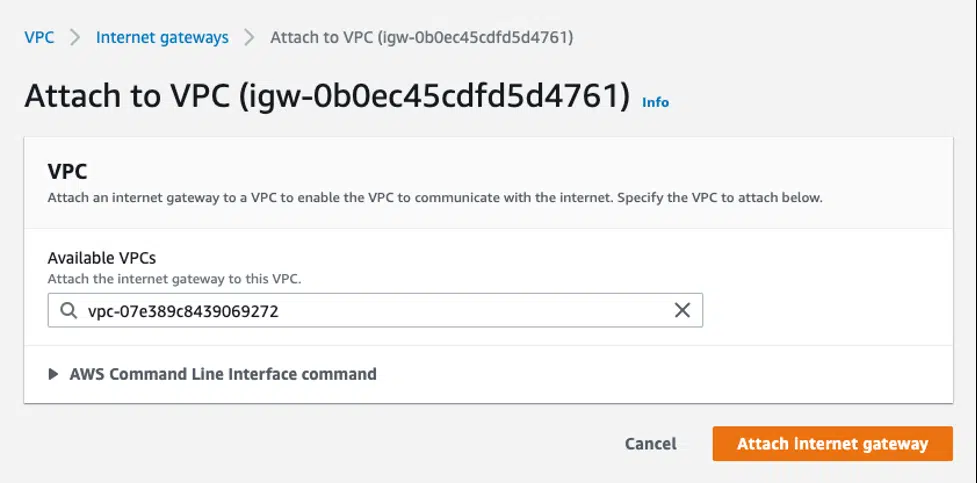 VPC > Internet gateways > Attach to VPC (igw-0b0ec45cdfd5d4761)
Attach to VPC (igw-0b0ec45cdfd5d4761) Info
VPC
Attach an internet gateway to a VPC to enable the VPC to communicate with the internet. Specify the VPC to attach below.
Available VPCs
Attach the internet gateway to this VPC.
vpc-07e389c8439069272
AWS Command Line Interface command
Cancel Attach internet gateway